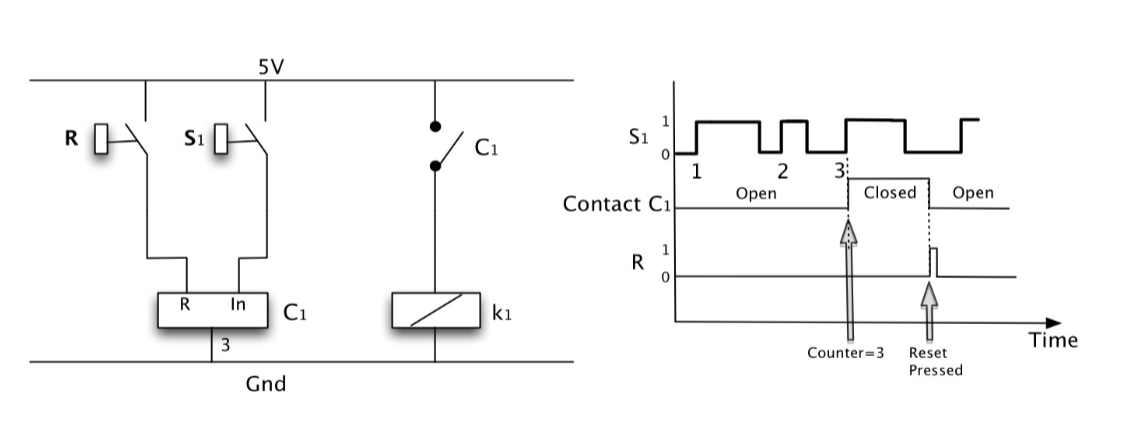 5V
R
S1
C1
R In
C1
3
k1
Gnd
S1
1
0
1 2 3
Contact C1
Open
Closed
Open
R
1
0
Time
Counter=3
Reset
Pressed